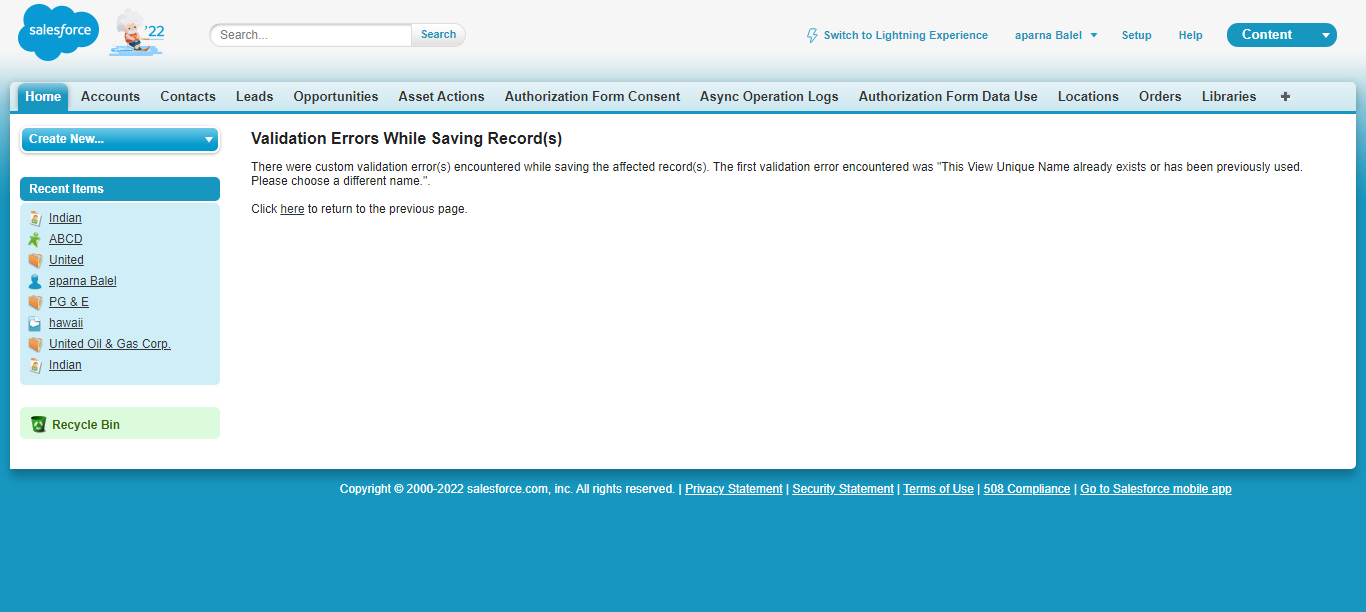 salesforce
'22
Search...
Search
Switch to Lightning Experience
aparna Balel
Setup
Help
Content
Home
Accounts
Contacts
Leads
Opportunities
Asset Actions
Authorization Form Consent
Async Operation Logs
Authorization Form Data Use
Locations
Orders
Libraries
+
Create New...
Recent Items
Indian
ABCD
United
aparna Balel
PG & E
hawaii
United Oil & Gas Corp.
Indian
Recycle Bin
Validation Errors While Saving Record(s)
There were custom validation error(s) encountered while saving the affected record(s). The first validation error encountered was "This View Unique Name already exists or has been previously used.
Please choose a different name.".
Click here to return to the previous page.
Copyright © 2000-2022 salesforce.com, inc. All rights reserved. | Privacy Statement | Security Statement | Terms of Use | 508 Compliance | Go to Salesforce mobile app